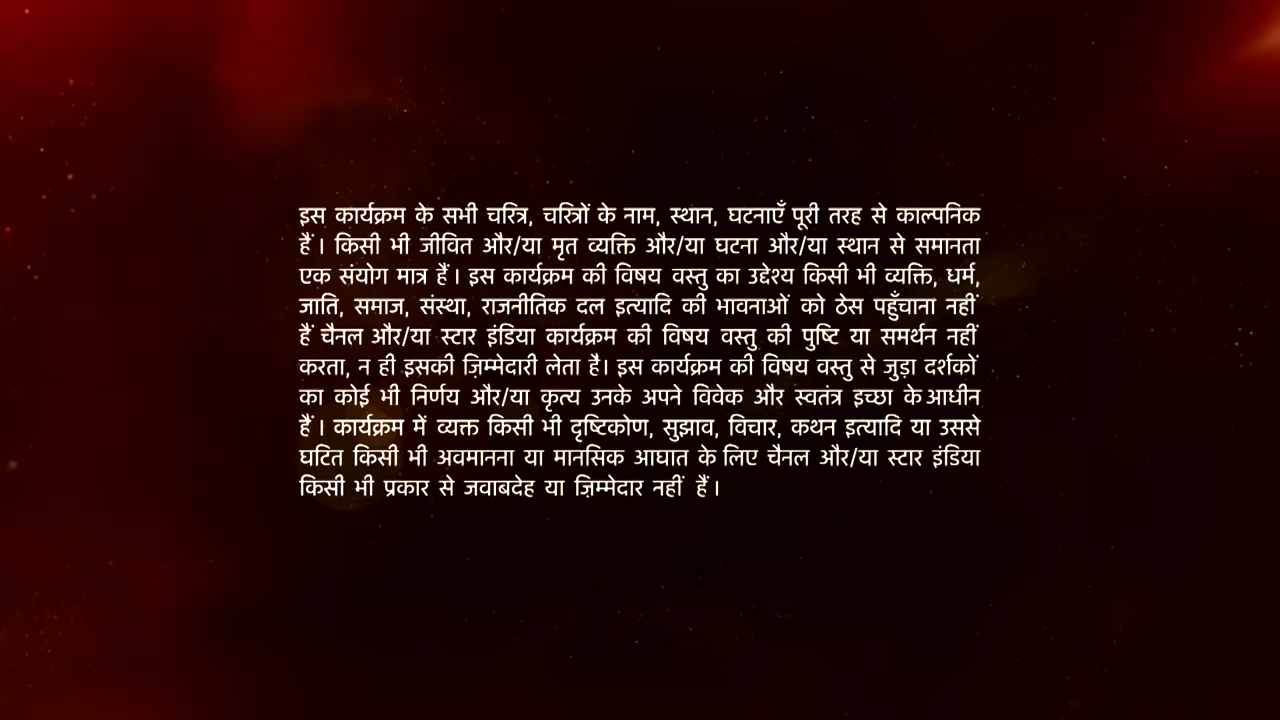 इस कार्यक्रम के सभी चरित्र, चरित्रों के नाम, स्थान, घटनाएँ पूरी तरह से काल्पनिक
हैं। किसी भी जीवित और/या मृत व्यक्ति और/या घटना और/या स्थान से समानता
एक संयोग मात्र हैं। इस कार्यक्रम की विषय वस्तु का उद्देश्य किसी भी व्यक्ति, धर्म,
जाति, समाज, संस्था, राजनीतिक दल इत्यादि की भावनाओं को ठेस पहुँचाना नहीं
हैं चैनल और/या स्टार इंडिया कार्यक्रम की विषय वस्तु की पुष्टि या समर्थन नहीं
करता, न ही इसकी ज़िम्मेदारी लेता है। इस कार्यक्रम की विषय वस्तु से जुड़ा दर्शकों
का कोई भी निर्णय और/या कृत्य उनके अपने विवेक और स्वतंत्र इच्छा के आधीन
हैं। कार्यक्रम में व्यक्त किसी भी दृष्टिकोण, सुझाव, विचार, कथन इत्यादि या उससे
घटित किसी भी अवमानना या मानसिक आघात के लिए चैनल और/या स्टार इंडिया
किसी भी प्रकार से जवाबदेह या ज़िम्मेदार नहीं हैं।